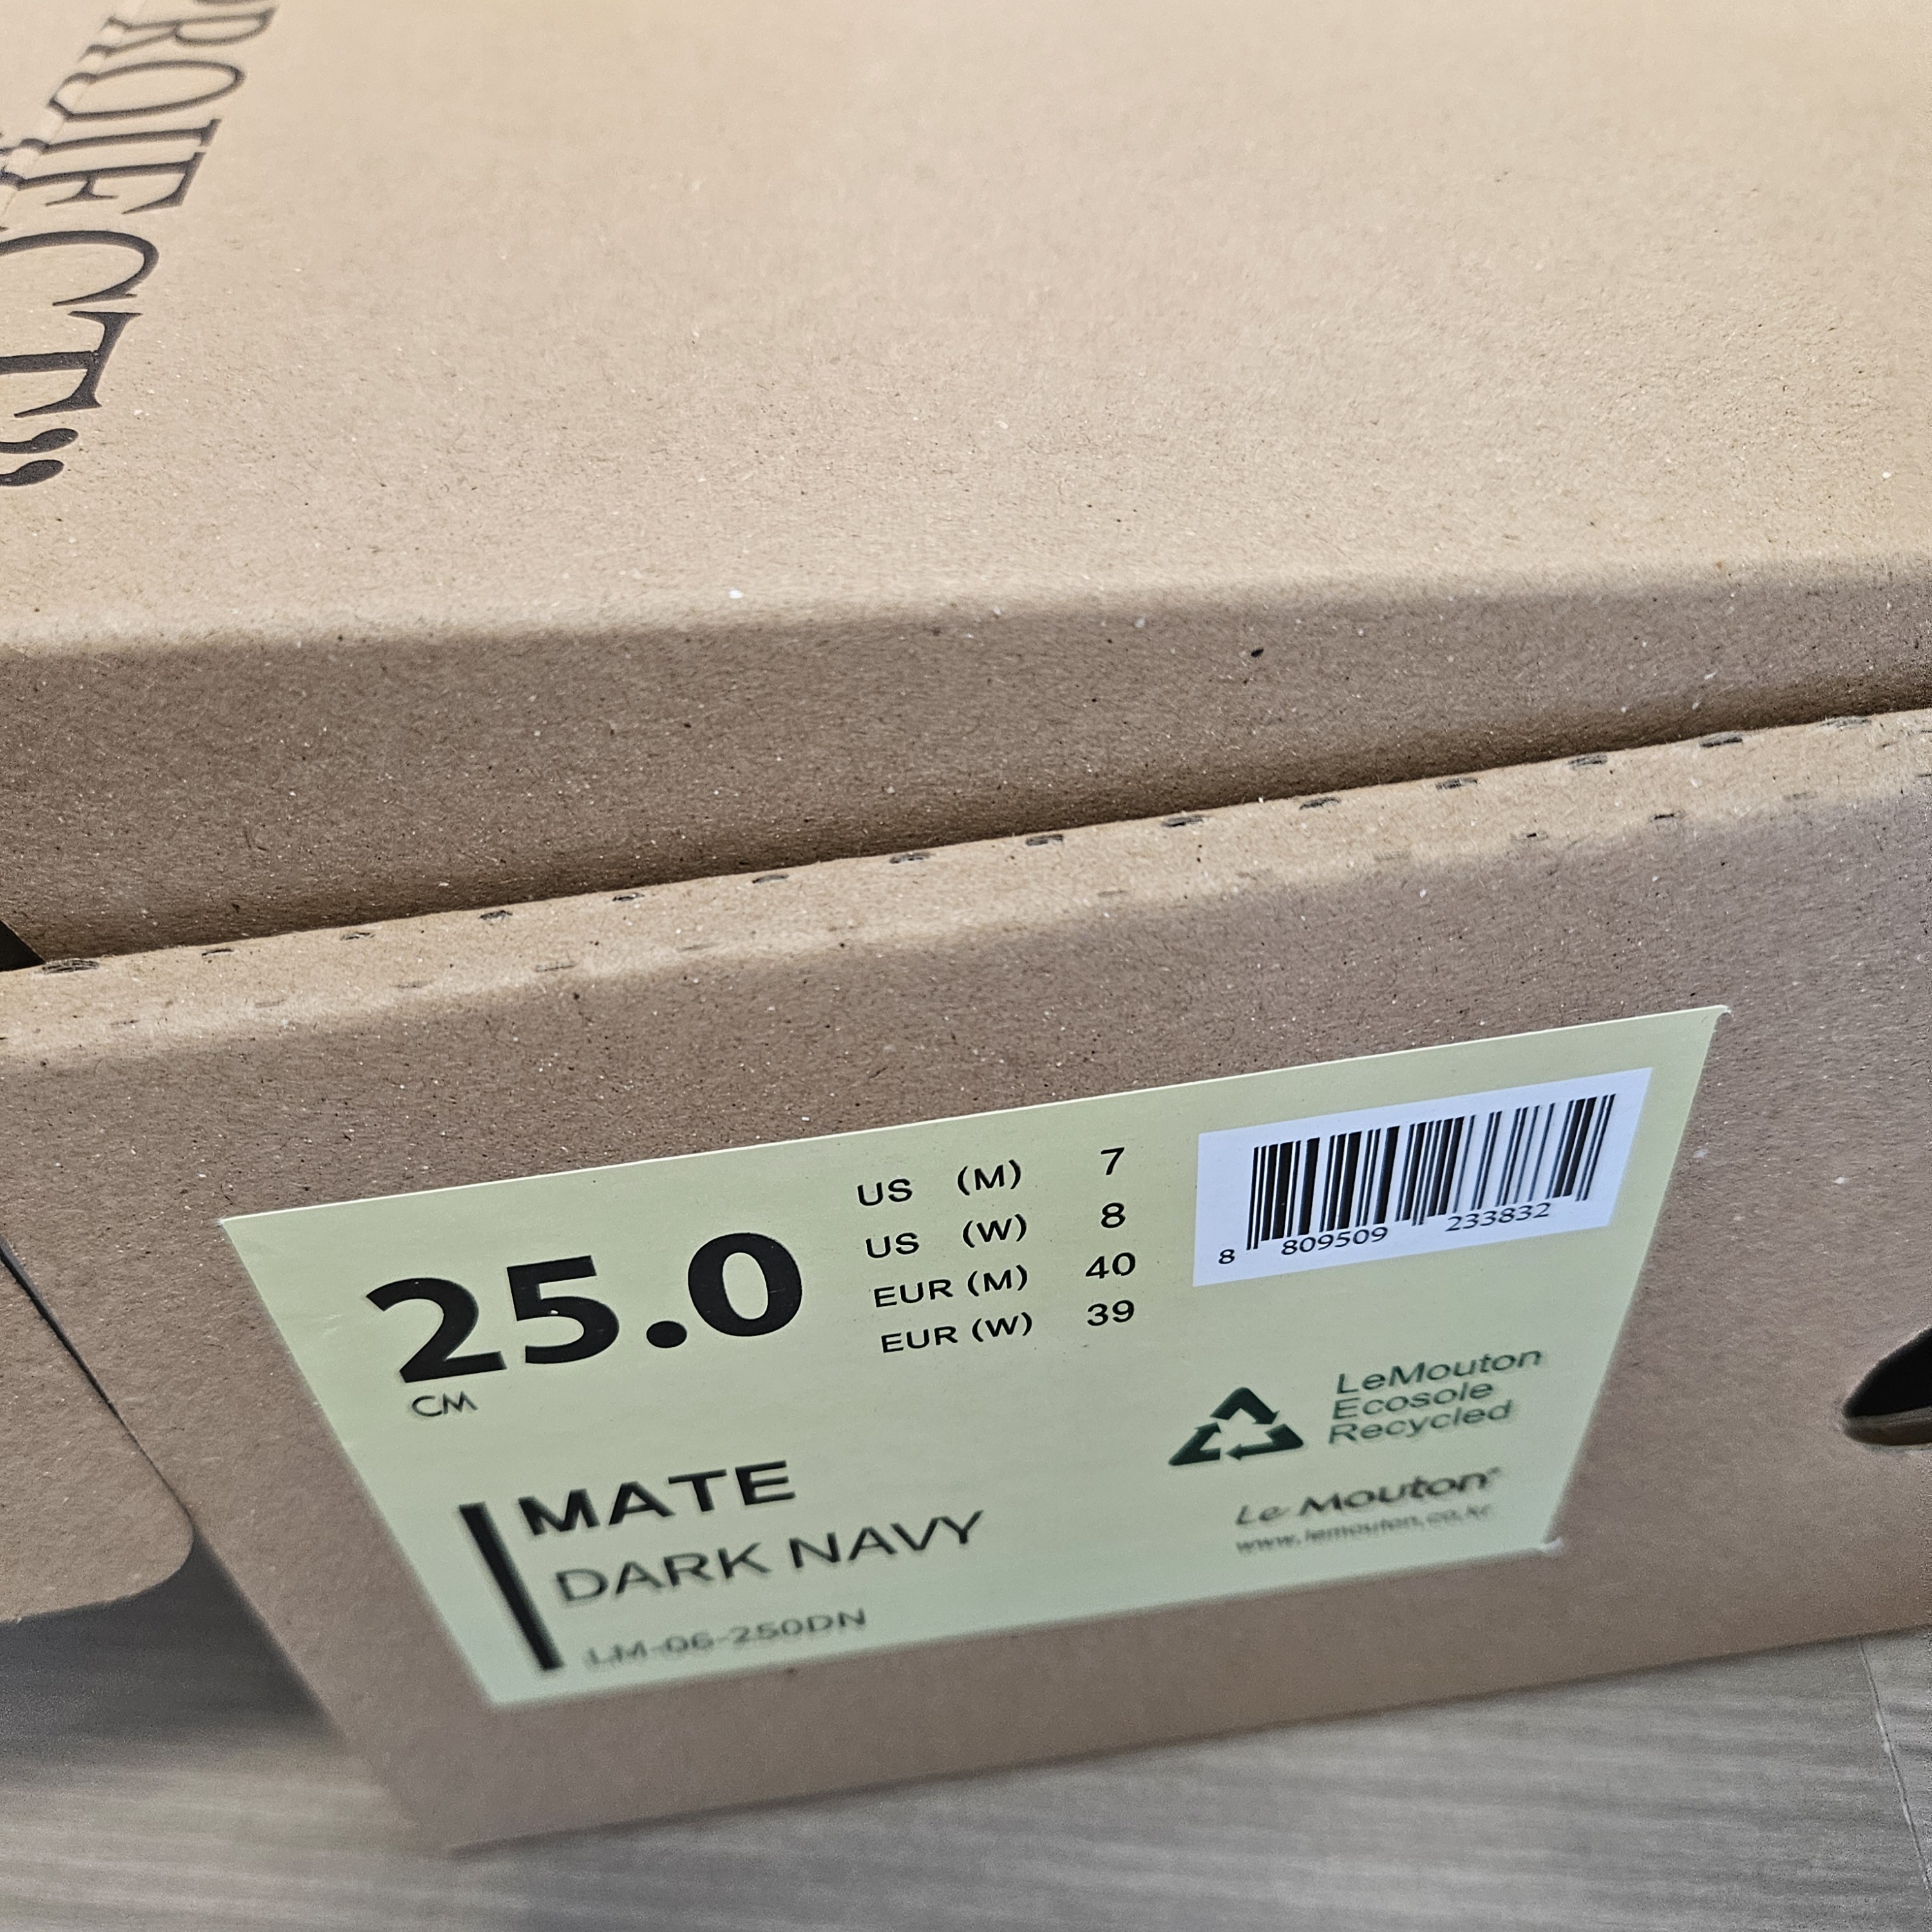 PROJECT”
25.0
CM
US (M) 7
US (W) 8
EUR (M) 40
EUR (W) 39
8 809509 233832
LeMouton
Ecosole
Recycled
MATE
DARK NAVY
LM-06-250DN
Le Mouton®
www.lemouton.co.kr